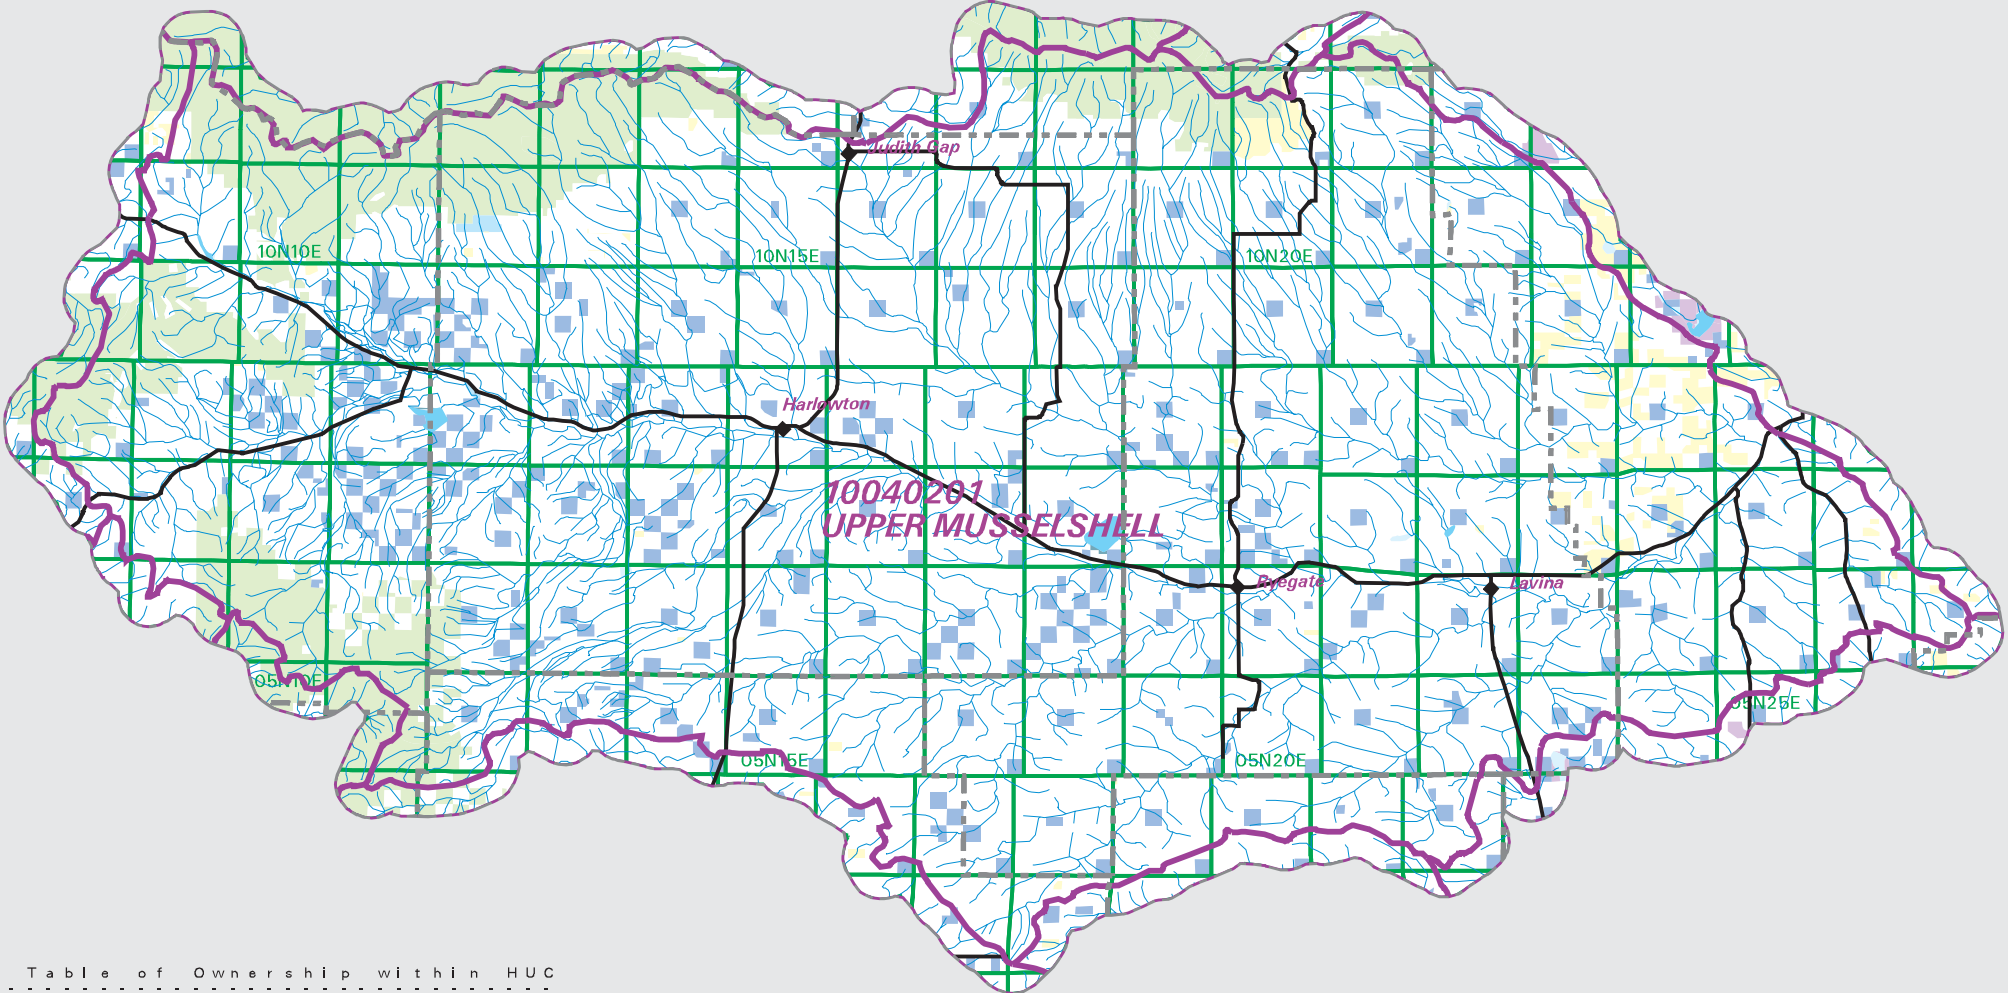 Judith Gap
10N10E
10N15E
10N20E
Harlowton
10040201
UPPER MUSSELSHELL
Ryegate
Lavina
05N10E
05N25E
05N15E
05N20E
Table of Ownership within HUC